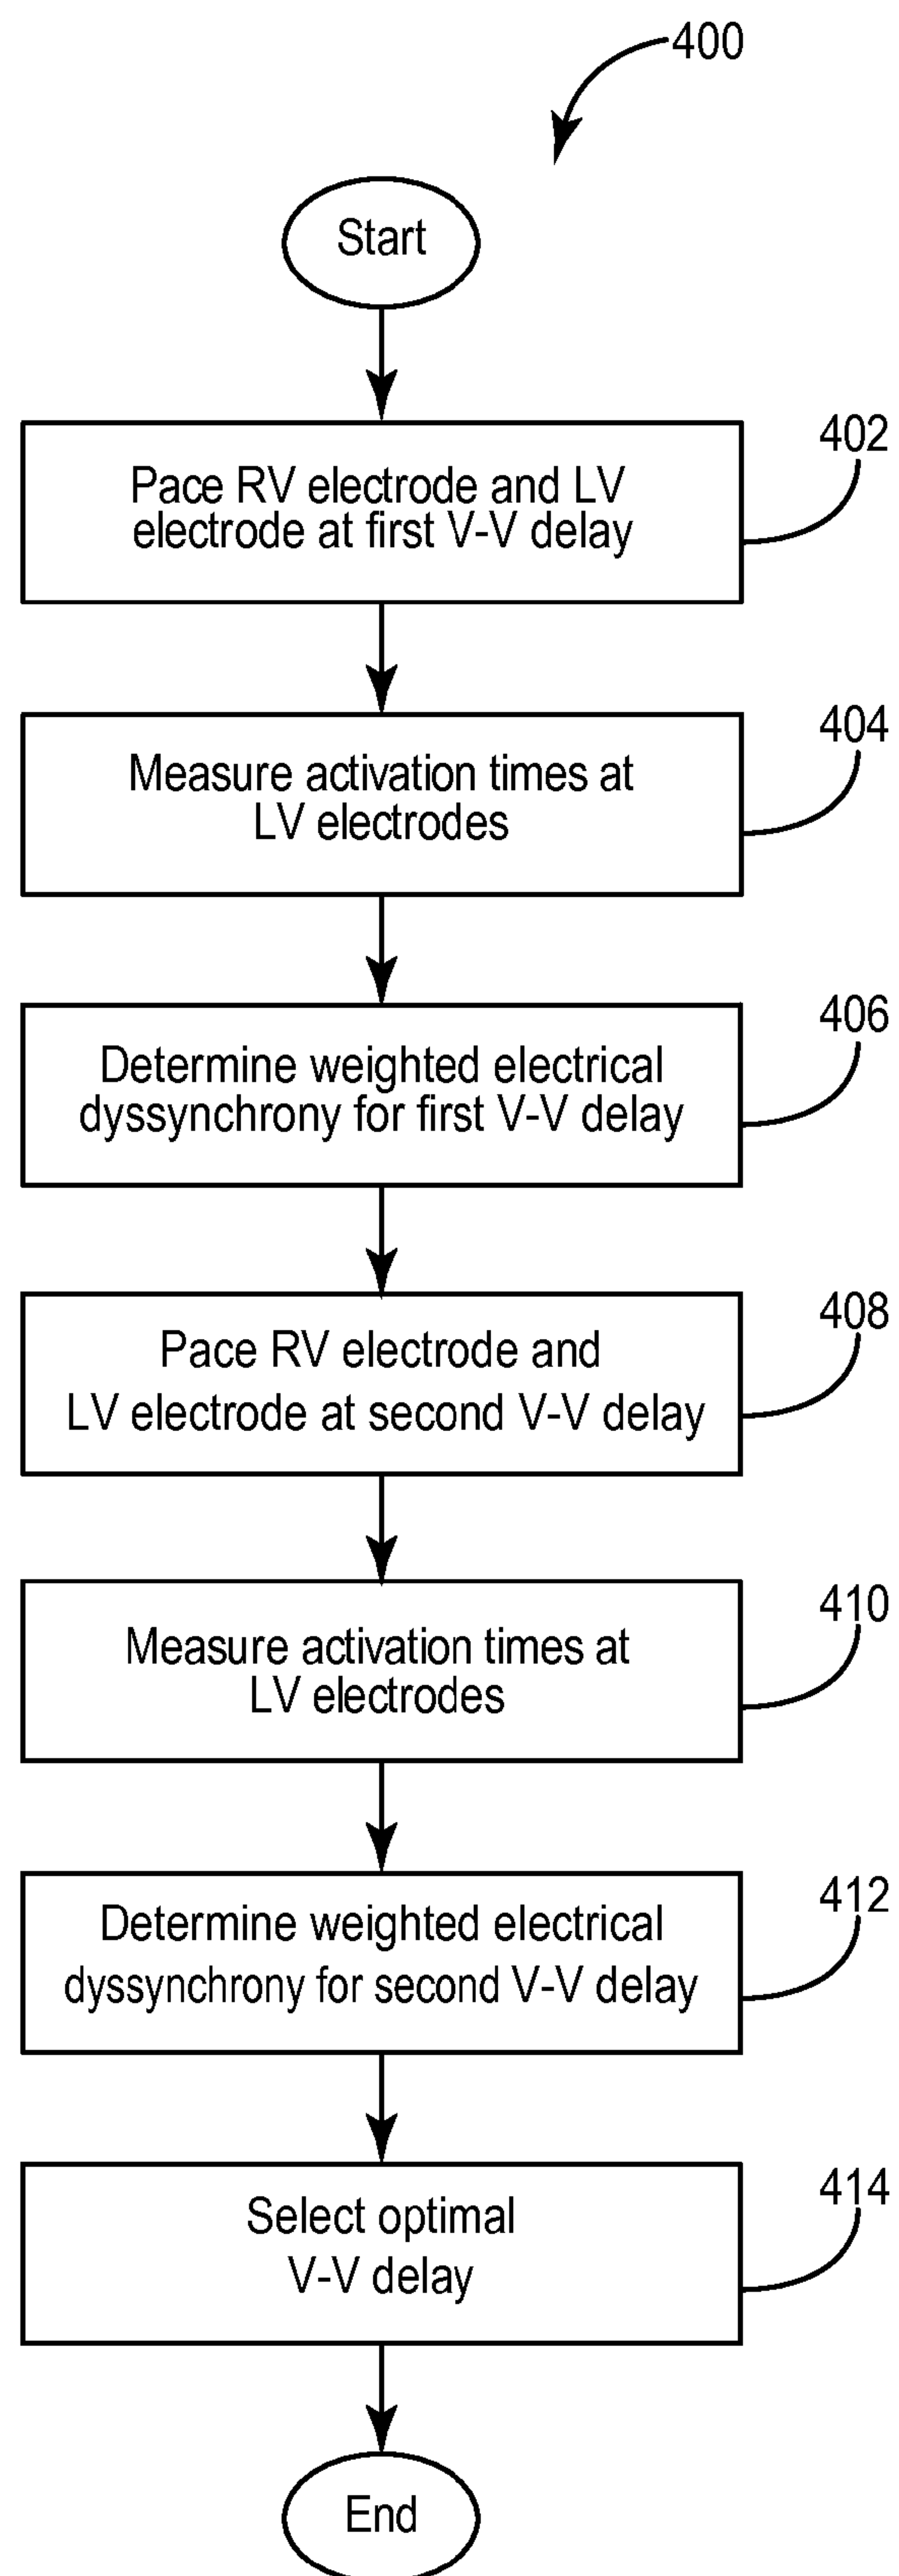 400
Start
402
Pace RV electrode and LV
electrode at first V-V delay
404
Measure activation times at
LV electrodes
406
Determine weighted electrical
dyssynchrony for first V-V delay
408
Pace RV electrode and
LV electrode at second V-V delay
410
Measure activation times at
LV electrodes
412
Determine weighted electrical
dyssynchrony for second V-V delay
414
Select optimal
V-V delay
End